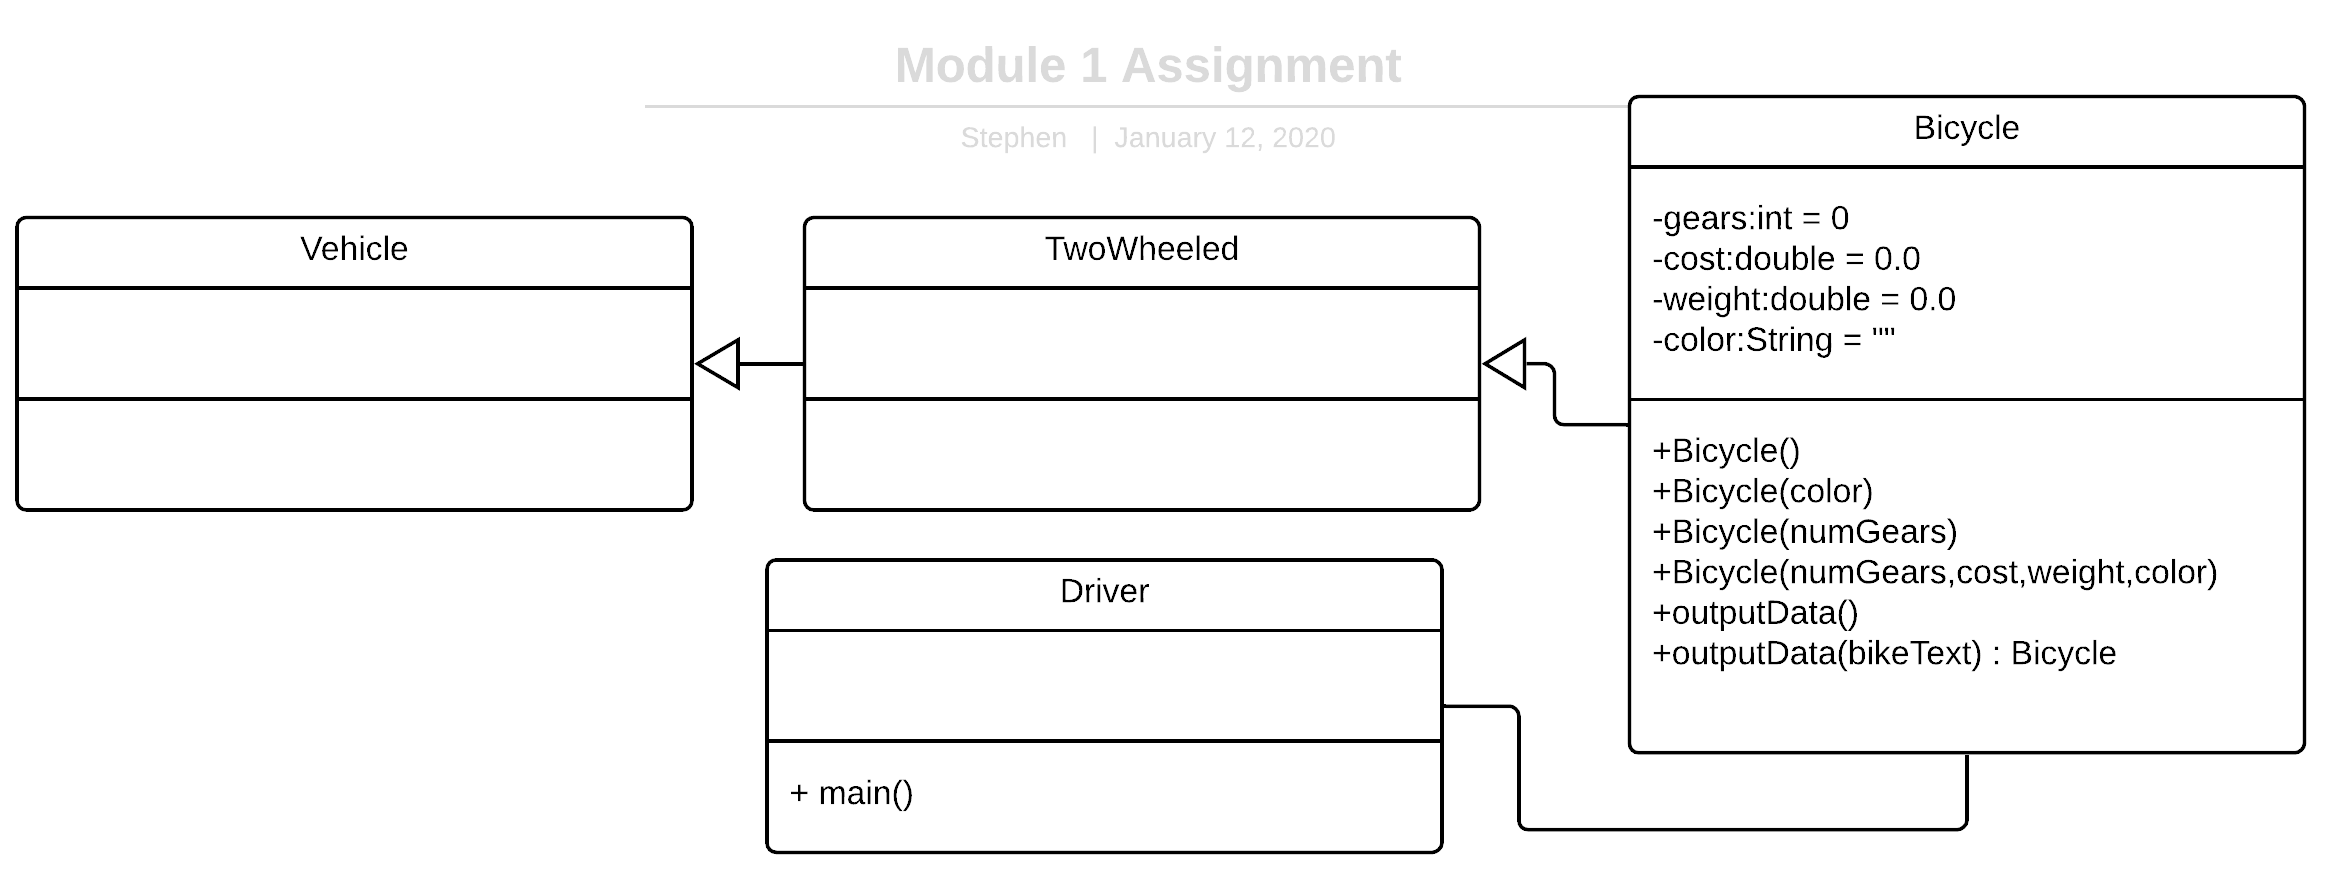 Module 1 Assignment
Stephen | January 12, 2020
Vehicle
TwoWheeled
Bicycle
-gears:int = 0
-cost:double = 0.0
-weight:double = 0.0
-color:String = ""
+Bicycle()
+Bicycle(color)
+Bicycle(numGears)
+Bicycle(numGears,cost,weight,color)
+outputData()
+outputData(bikeText) : Bicycle
Driver
+ main()